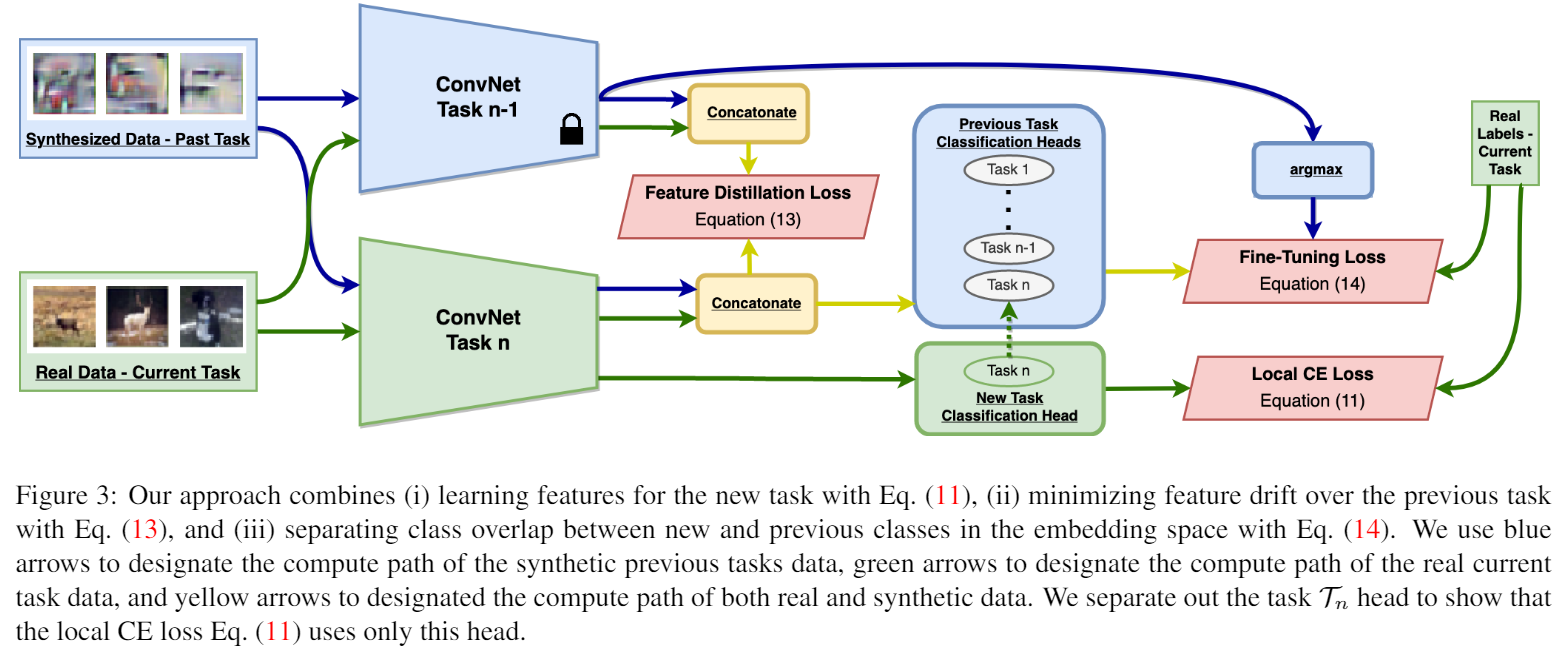 Synthesized Data - Past Task
Real Data - Current Task
ConvNet
Task n-1
ConvNet
Task n
Concatonate
Feature Distillation Loss
Equation (13)
Concatonate
Previous Task
Classification Heads
Task 1
Task n-1
Task n
Task n
New Task
Classification Head
argmax
Real
Labels -
Current
Task
Fine-Tuning Loss
Equation (14)
Local CE Loss
Equation (11)
Figure 3: Our approach combines (i) learning features for the new task with Eq. (11), (ii) minimizing feature drift over the previous task
with Eq. (13), and (iii) separating class overlap between new and previous classes in the embedding space with Eq. (14). We use blue
arrows to designate the compute path of the synthetic previous tasks data, green arrows to designate the compute path of the real current
task data, and yellow arrows to designated the compute path of both real and synthetic data. We separate out the task 𝒯n head to show that
the local CE loss Eq. (11) uses only this head.